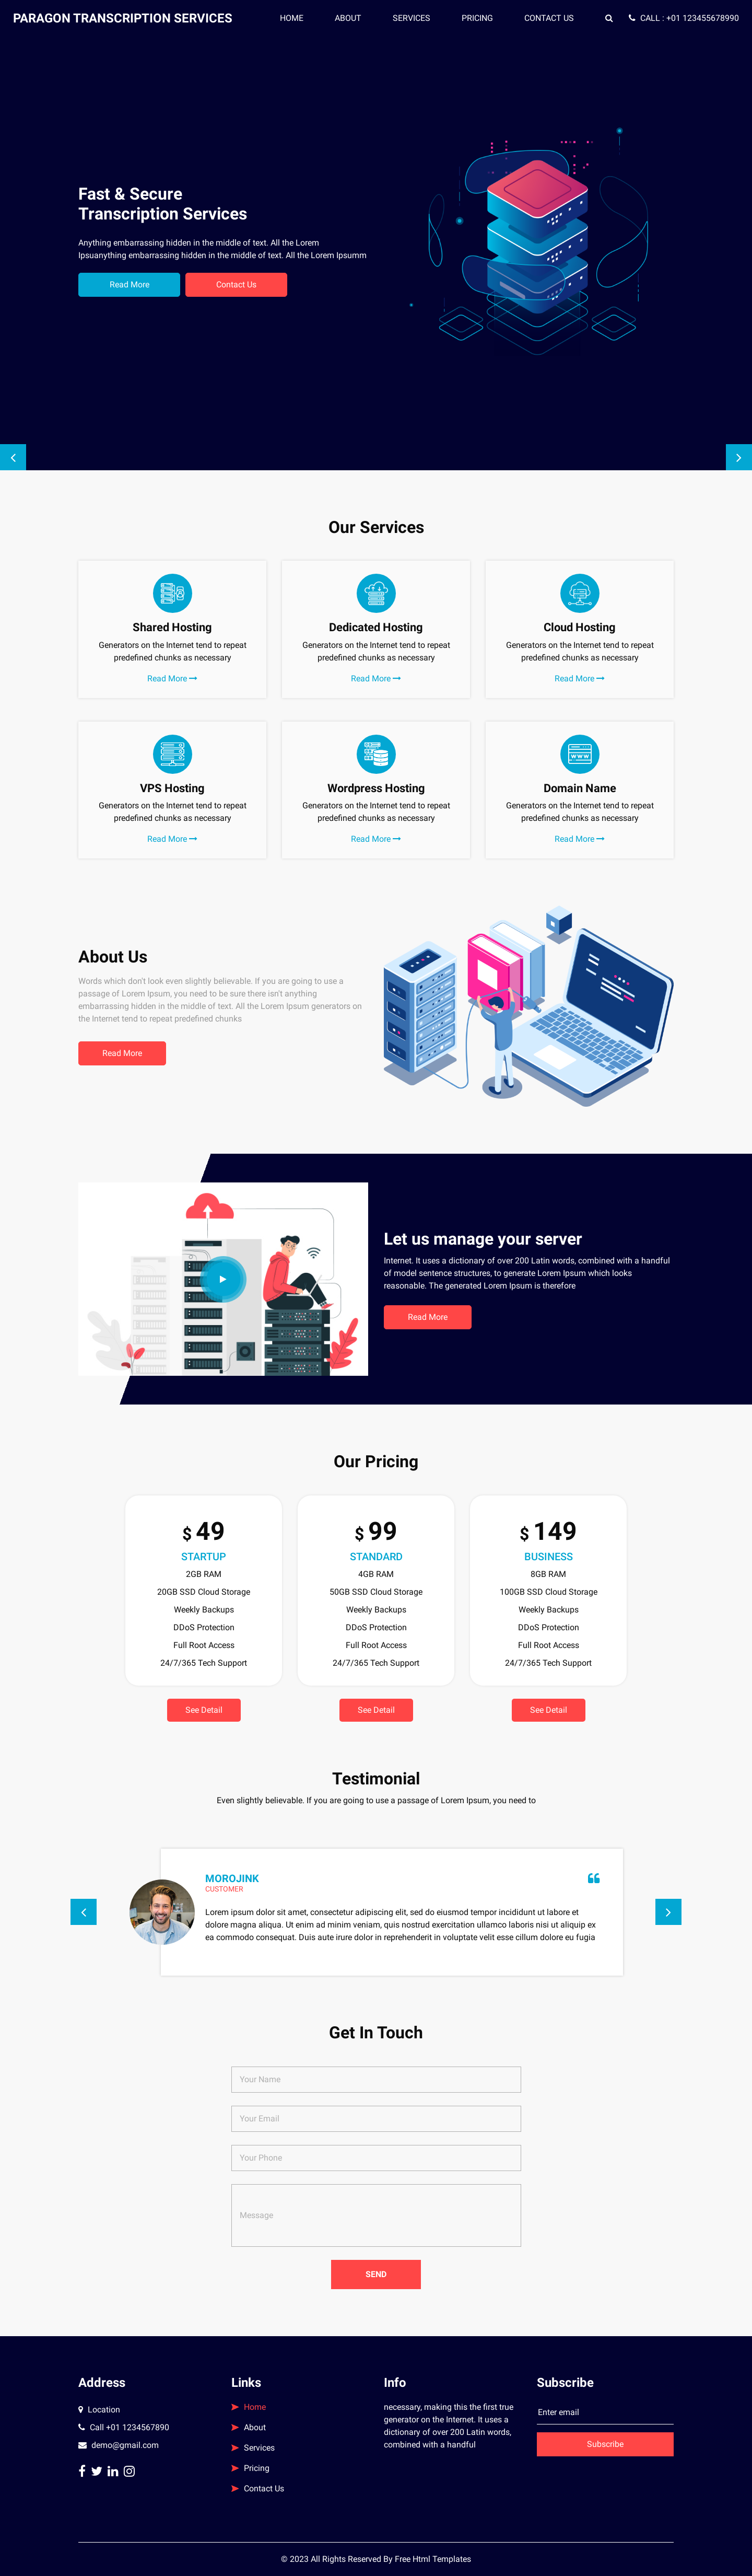 PARAGON TRANSCRIPTION SERVICES
HOME
ABOUT
SERVICES
PRICING
CONTACT US
CALL : +01 123455678990
Fast & Secure
Transcription Services
Anything embarrassing hidden in the middle of text. All the Lorem
Ipsuanything embarrassing hidden in the middle of text. All the Lorem Ipsumm
Read More
Contact Us
Our Services
Shared Hosting
Generators on the Internet tend to repeat
predefined chunks as necessary
Read More
Dedicated Hosting
Generators on the Internet tend to repeat
predefined chunks as necessary
Read More
Cloud Hosting
Generators on the Internet tend to repeat
predefined chunks as necessary
Read More
VPS Hosting
Generators on the Internet tend to repeat
predefined chunks as necessary
Read More
Wordpress Hosting
Generators on the Internet tend to repeat
predefined chunks as necessary
Read More
WWW
Domain Name
Generators on the Internet tend to repeat
predefined chunks as necessary
Read More
About Us
Words which don't look even slightly believable. If you are going to use a
passage of Lorem Ipsum, you need to be sure there isn't anything
embarrassing hidden in the middle of text. All the Lorem Ipsum generators on
the Internet tend to repeat predefined chunks
Read More
Let us manage your server
Internet. It uses a dictionary of over 200 Latin words, combined with a handful
of model sentence structures, to generate Lorem Ipsum which looks
reasonable. The generated Lorem Ipsum is therefore
Read More
Our Pricing
$ 49
STARTUP
2GB RAM
20GB SSD Cloud Storage
Weekly Backups
DDoS Protection
Full Root Access
24/7/365 Tech Support
See Detail
$ 99
STANDARD
4GB RAM
50GB SSD Cloud Storage
Weekly Backups
DDoS Protection
Full Root Access
24/7/365 Tech Support
See Detail
$ 149
BUSINESS
8GB RAM
100GB SSD Cloud Storage
Weekly Backups
DDoS Protection
Full Root Access
24/7/365 Tech Support
See Detail
Testimonial
Even slightly believable. If you are going to use a passage of Lorem Ipsum, you need to
MOROJINK
CUSTOMER
Lorem ipsum dolor sit amet, consectetur adipiscing elit, sed do eiusmod tempor incididunt ut labore et
dolore magna aliqua. Ut enim ad minim veniam, quis nostrud exercitation ullamco laboris nisi ut aliquip ex
ea commodo consequat. Duis aute irure dolor in reprehenderit in voluptate velit esse cillum dolore eu fugia
Get In Touch
Your Name
Your Email
Your Phone
Message
SEND
Address
Location
Call +01 1234567890
demo@gmail.com
Links
Home
About
Services
Pricing
Contact Us
Info
necessary, making this the first true
generator on the Internet. It uses a
dictionary of over 200 Latin words,
combined with a handful
Subscribe
Enter email
Subscribe
© 2023 All Rights Reserved By Free Html Templates